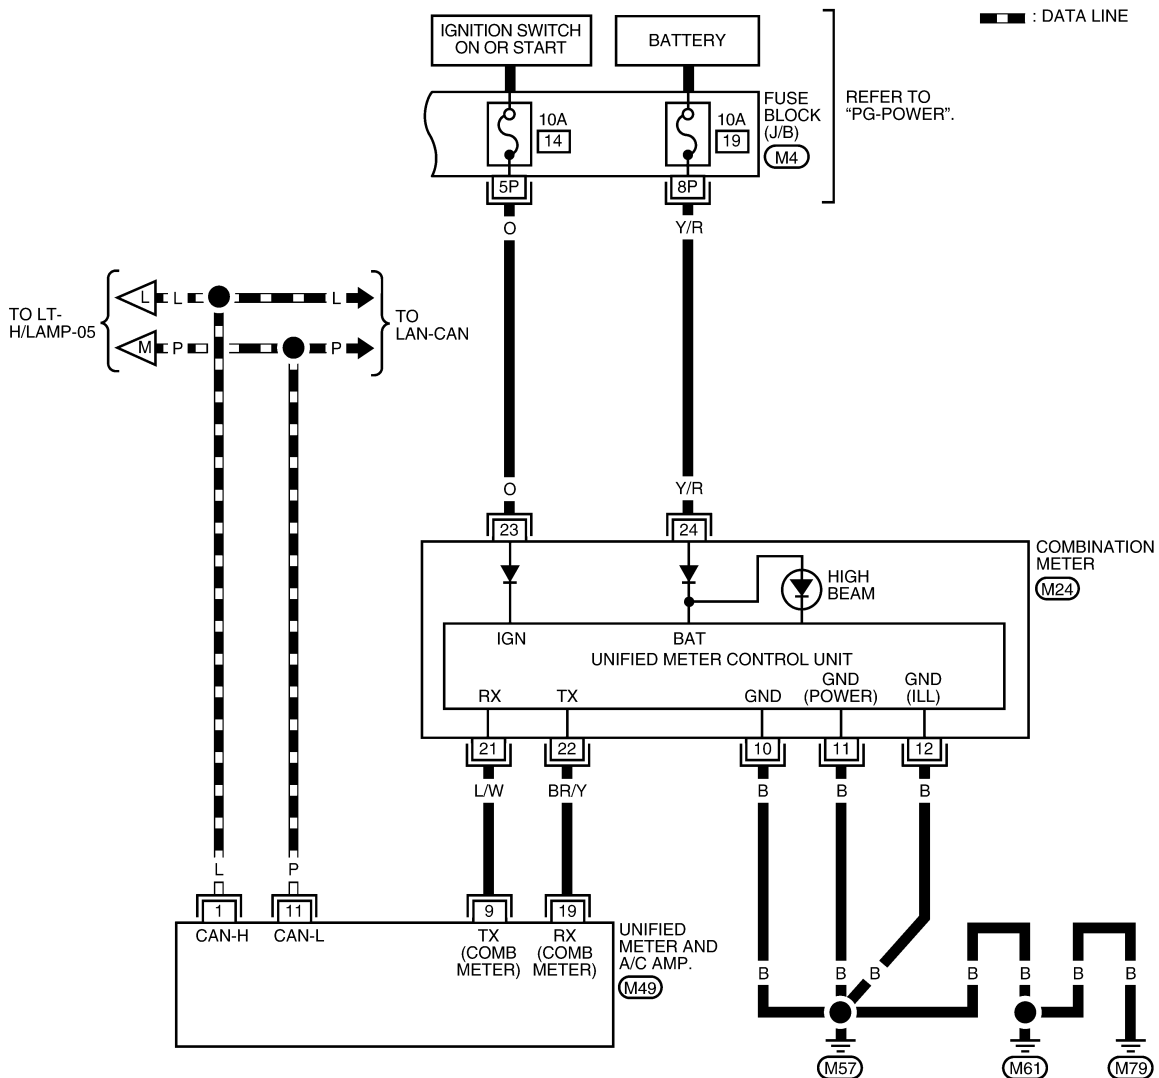 : DATA LINE
IGNITION SWITCH
ON OR START
BATTERY
REFER TO
"PG-POWER".
FUSE
BLOCK
(J/B)
M4
10A
14
10A
19
5P
8P
O
Y/R
TO LT-
H/LAMP-05
L
L
L
M
P
P
TO
LAN-CAN
O
Y/R
23
24
COMBINATION
METER
M24
HIGH
BEAM
IGN
BAT
UNIFIED METER CONTROL UNIT
RX
TX
GND
GND
(POWER)
GND
(ILL)
21
22
10
11
12
L/W
BR/Y
B
B
B
L
P
1
11
9
19
CAN-H
CAN-L
TX
(COMB
METER)
RX
(COMB
METER)
UNIFIED
METER AND
A/C AMP.
M49
B
B
B
B
B
B
B
M57
M61
M79